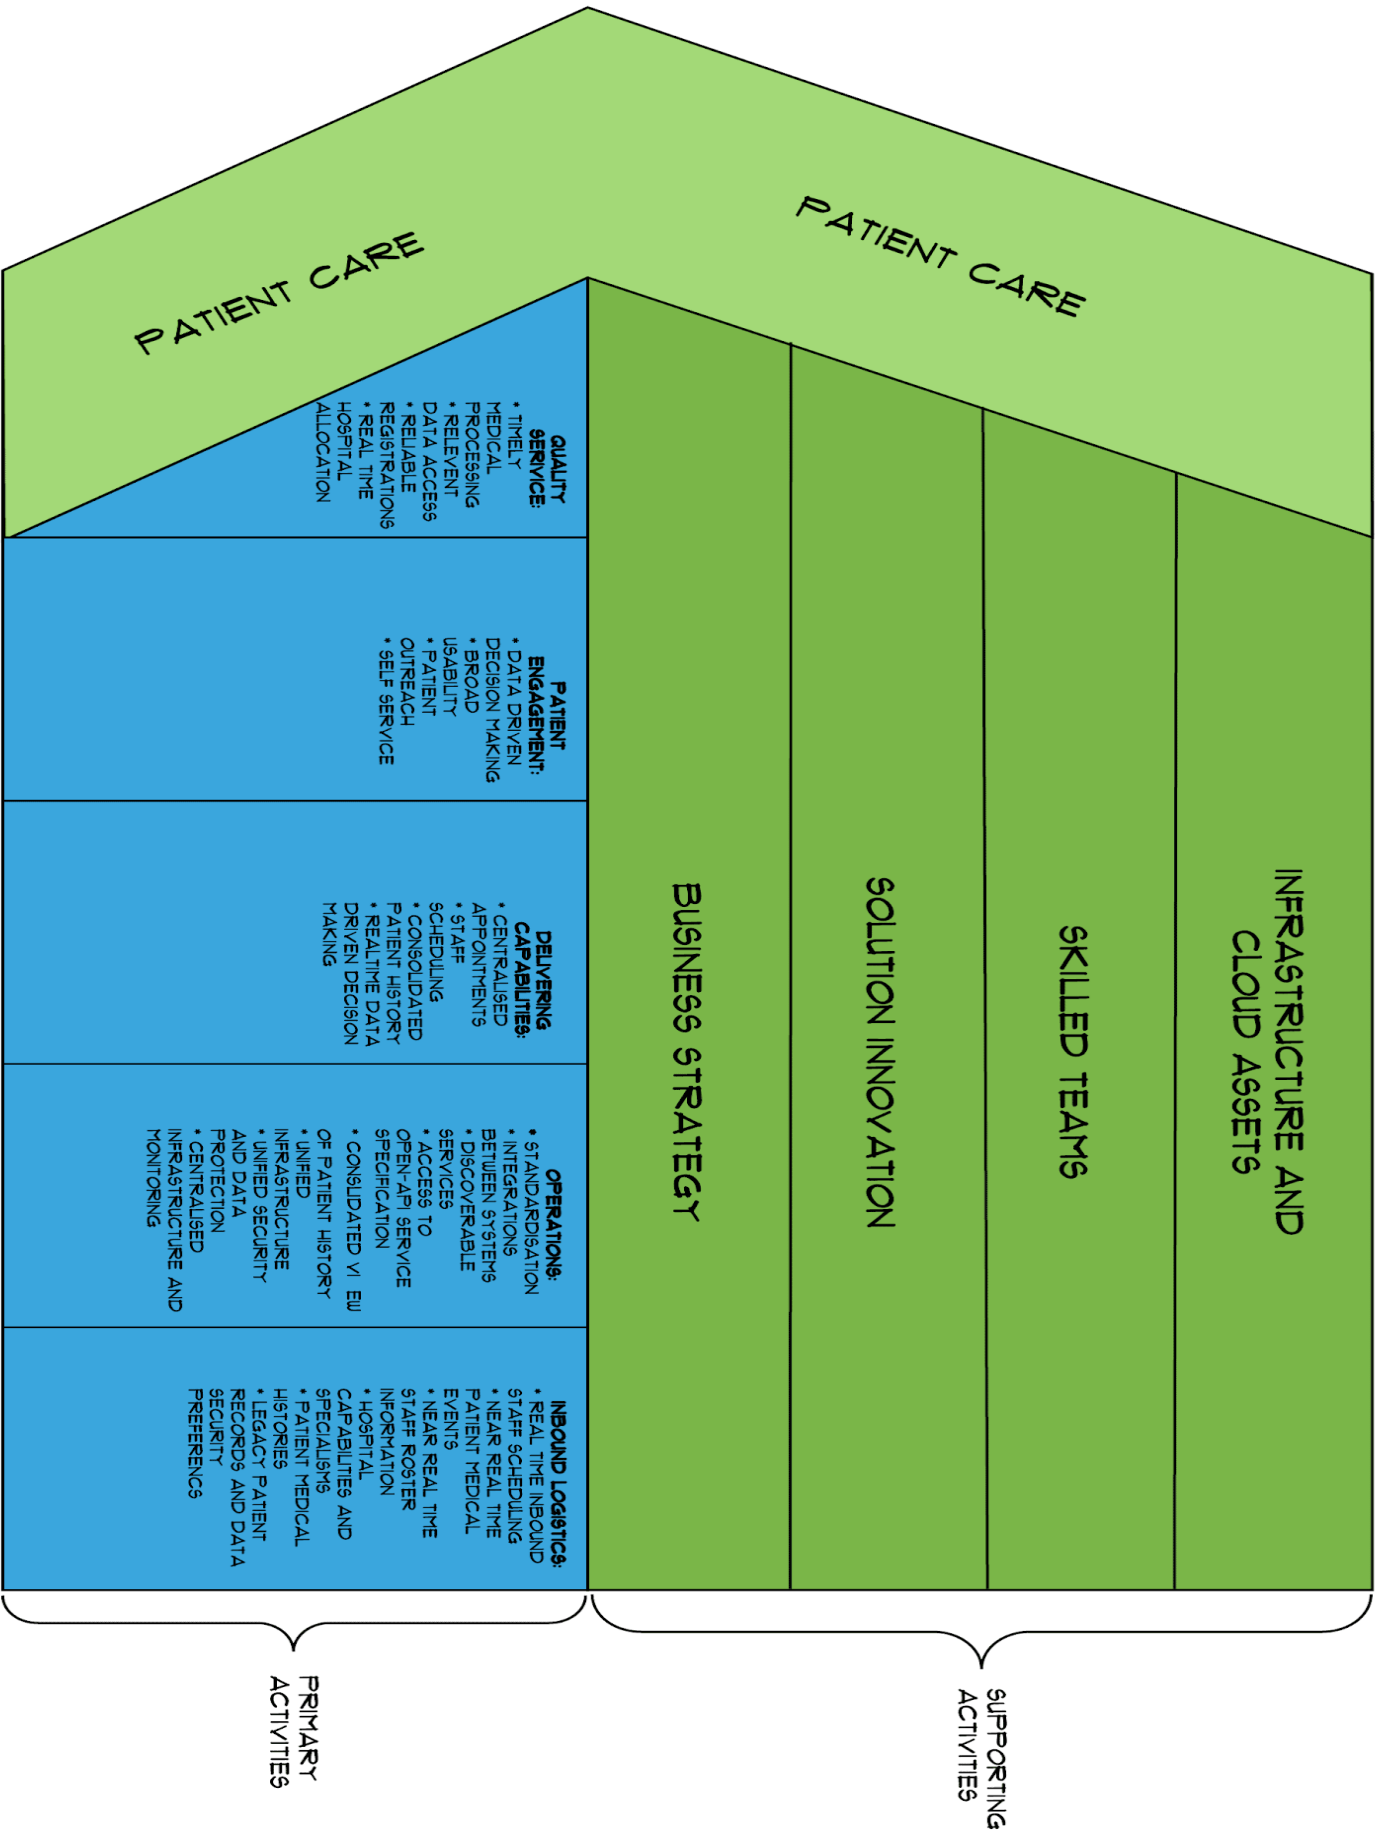 INFRASTRUCTURE AND
CLOUD ASSETS
SKILLED TEAMS
SOLUTION INNOVATION
BUSINESS STRATEGY
SUPPORTING
ACTIVITIES
PATIENT CARE
PATIENT CARE
QUALITY
SERIVCE:
* TIMELY
MEDICAL
PROCESSING
* RELEVENT
DATA ACCESS
* RELIABLE
REGISTRATIONS
* REAL TIME
HOSPITAL
ALLOCATION
PATIENT
ENGAGEMENT:
* DATA DRIVEN
DECISION MAKING
* BROAD
USABILITY
* PATIENT
OUTREACH
* SELF SERVICE
DELIVERING
CAPABILITIES:
* CENTRALISED
APPOINTMENTS
* STAFF
SCHEDULING
* CONSOLIDATED
PATIENT HISTORY
* REALTIME DATA
DRIVEN DECISION
MAKING
OPERATIONS:
* STANDARDISATION
* INTEGRATIONS
BETWEEN SYSTEMS
* DISCOVERABLE
SERVICES
* ACCESS TO
OPEN-API SERVICE
SPECIFICATION
* CONSLIDATED VI EW
OF PATIENT HISTORY
* UNIFIED
INFRASTRUCTURE
* UNIFIED SECURITY
AND DATA
PROTECTION
* CENTRALISED
INFRASTRUCTURE AND
MONITORING
INBOUND LOGISTICS:
* REAL TIME INBOUND
STAFF SCHEDULING
* NEAR REAL TIME
PATIENT MEDICAL
EVENTS
* NEAR REAL TIME
STAFF ROSTER
INFORMATION
* HOSPITAL
CAPABILITIES AND
SPECIALISMS
* PATIENT MEDICAL
HISTORIES
* LEGACY PATIENT
RECORDS AND DATA
SECURITY
PREFERENCS
PRIMARY
ACTIVITIES